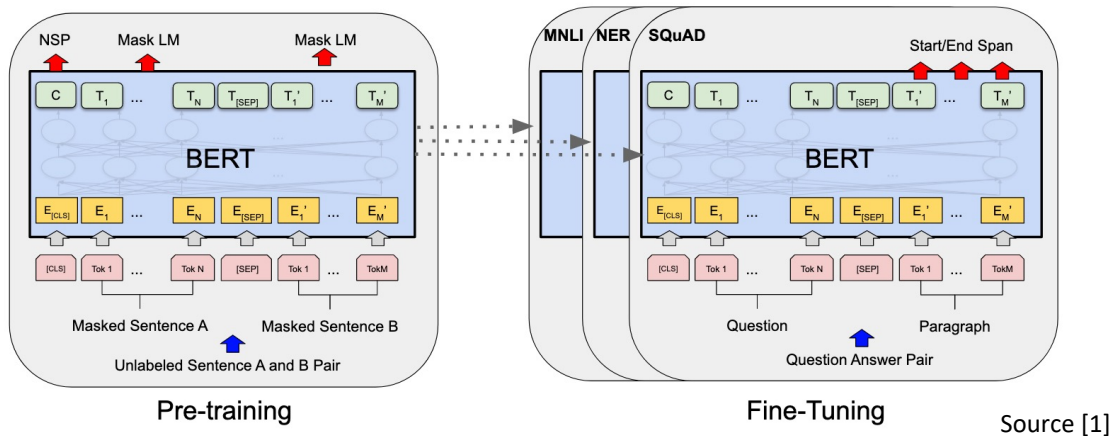 NSP Mask LM Mask LM
C T1 ... TN T[SEP] T1' ... TM'
BERT
E[CLS] E1 ... EN E[SEP] E1' ... EM'
[CLS] Tok 1 ... Tok N [SEP] Tok 1 ... TokM
Masked Sentence A Masked Sentence B
Unlabeled Sentence A and B Pair
Pre-training
MNLI NER SQuAD
Start/End Span
C T1 ... TN T[SEP] T1' ... TM'
BERT
E[CLS] E1 ... EN E[SEP] E1' ... EM'
[CLS] Tok 1 ... Tok N [SEP] Tok 1 ... TokM
Question Paragraph
Question Answer Pair
Fine-Tuning
Source [1]